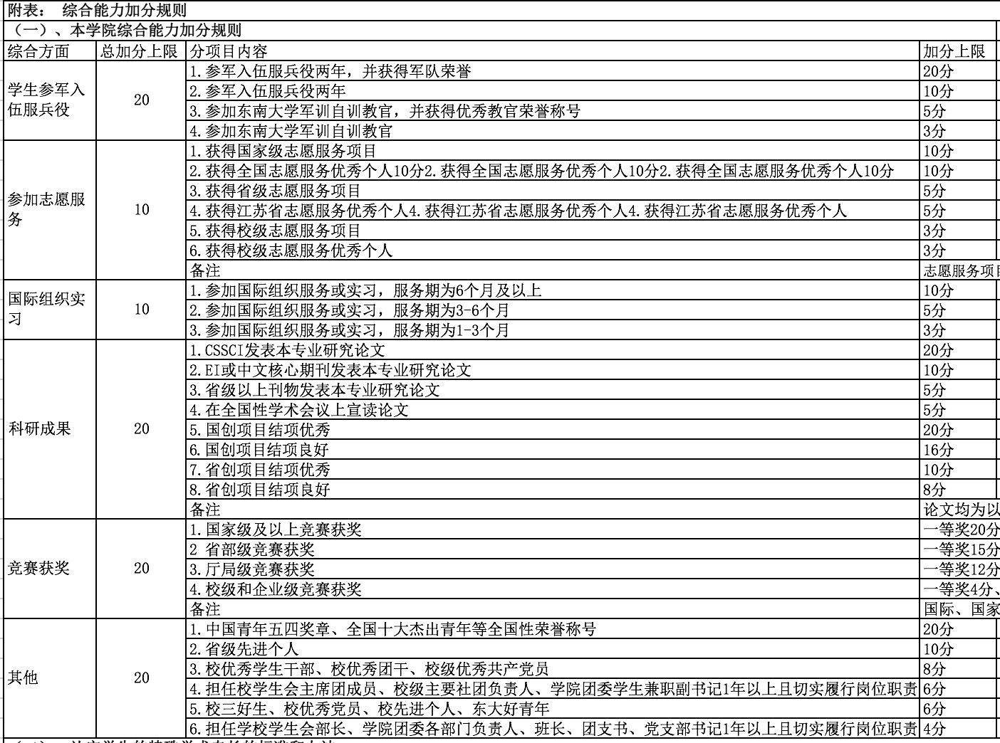 附表： 综合能力加分规则
（一）、本学院综合能力加分规则
综合方面 总加分上限 分项目内容 加分上限
学生参军入伍服兵役 20
1.参军入伍服兵役两年，并获得军队荣誉 20分
2.参军入伍服兵役两年 10分
3.参加东南大学军训自训教官，并获得优秀教官荣誉称号 5分
4.参加东南大学军训自训教官 3分
参加志愿服务 10
1.获得国家级志愿服务项目 10分
2.获得全国志愿服务优秀个人10分2.获得全国志愿服务优秀个人10分2.获得全国志愿服务优秀个人10分 10分
3.获得省级志愿服务项目 5分
4.获得江苏省志愿服务优秀个人4.获得江苏省志愿服务优秀个人4.获得江苏省志愿服务优秀个人 5分
5.获得校级志愿服务项目 3分
6.获得校级志愿服务优秀个人 3分
备注 志愿服务项
国际组织实习 10
1.参加国际组织服务或实习，服务期为6个月及以上 10分
2.参加国际组织服务或实习，服务期为3-6个月 5分
3.参加国际组织服务或实习，服务期为1-3个月 3分
科研成果 20
1.CSSCI发表本专业研究论文 20分
2.EI或中文核心期刊发表本专业研究论文 10分
3.省级以上刊物发表本专业研究论文 5分
4.在全国性学术会议上宣读论文 5分
5.国创项目结项优秀 20分
6.国创项目结项良好 16分
7.省创项目结项优秀 10分
8.省创项目结项良好 8分
备注 论文均为以
竞赛获奖 20
1.国家级及以上竞赛获奖 一等奖20分
2 省部级竞赛获奖 一等奖15分
3.厅局级竞赛获奖 一等奖12分
4.校级和企业级竞赛获奖 一等奖4分、
备注 国际、国家
其他 20
1.中国青年五四奖章、全国十大杰出青年等全国性荣誉称号 20分
2.省级先进个人 10分
3.校优秀学生干部、校优秀团干、校级优秀共产党员 8分
4.担任校学生会主席团成员、校级主要社团负责人、学院团委学生兼职副书记1年以上且切实履行岗位职责 6分
5.校三好生、校优秀党员、校先进个人、东大好青年 6分
6.担任学校学生会部长、学院团委各部门负责人、班长、团支书、党支部书记1年以上且切实履行岗位职责 4分